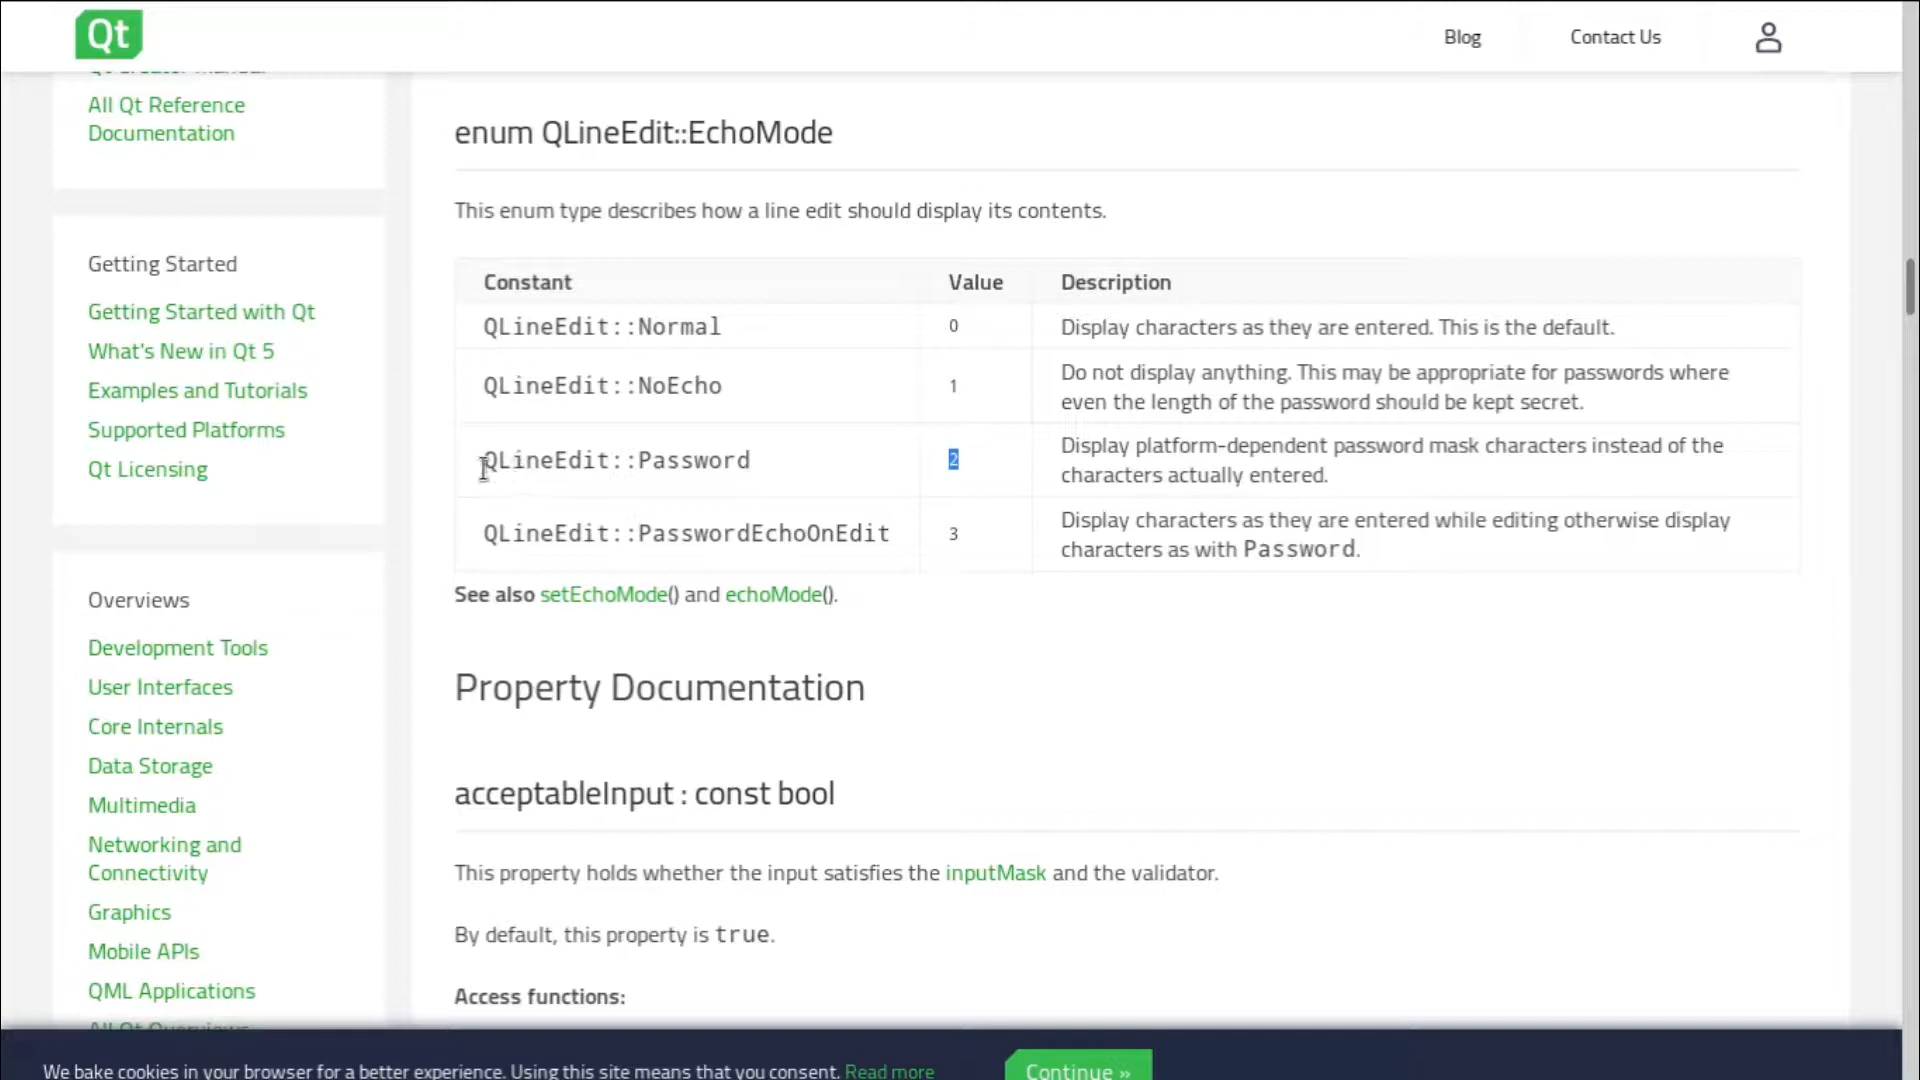 Qt
Blog
Contact Us
All Qt Reference
Documentation
Getting Started
Getting Started with Qt
What's New in Qt 5
Examples and Tutorials
Supported Platforms
Qt Licensing
Overviews
Development Tools
User Interfaces
Core Internals
Data Storage
Multimedia
Networking and
Connectivity
Graphics
Mobile APIs
QML Applications
All Qt Overviews
enum QLineEdit::EchoMode
This enum type describes how a line edit should display its contents.
Constant Value Description
QLineEdit::Normal 0 Display characters as they are entered. This is the default.
QLineEdit::NoEcho 1 Do not display anything. This may be appropriate for passwords where
even the length of the password should be kept secret.
QLineEdit::Password 2 Display platform-dependent password mask characters instead of the
characters actually entered.
QLineEdit::PasswordEchoOnEdit 3 Display characters as they are entered while editing otherwise display
characters as with Password.
See also setEchoMode() and echoMode().
Property Documentation
acceptableInput : const bool
This property holds whether the input satisfies the inputMask and the validator.
By default, this property is true.
Access functions:
We bake cookies in your browser for a better experience. Using this site means that you consent. Read more
Continue »